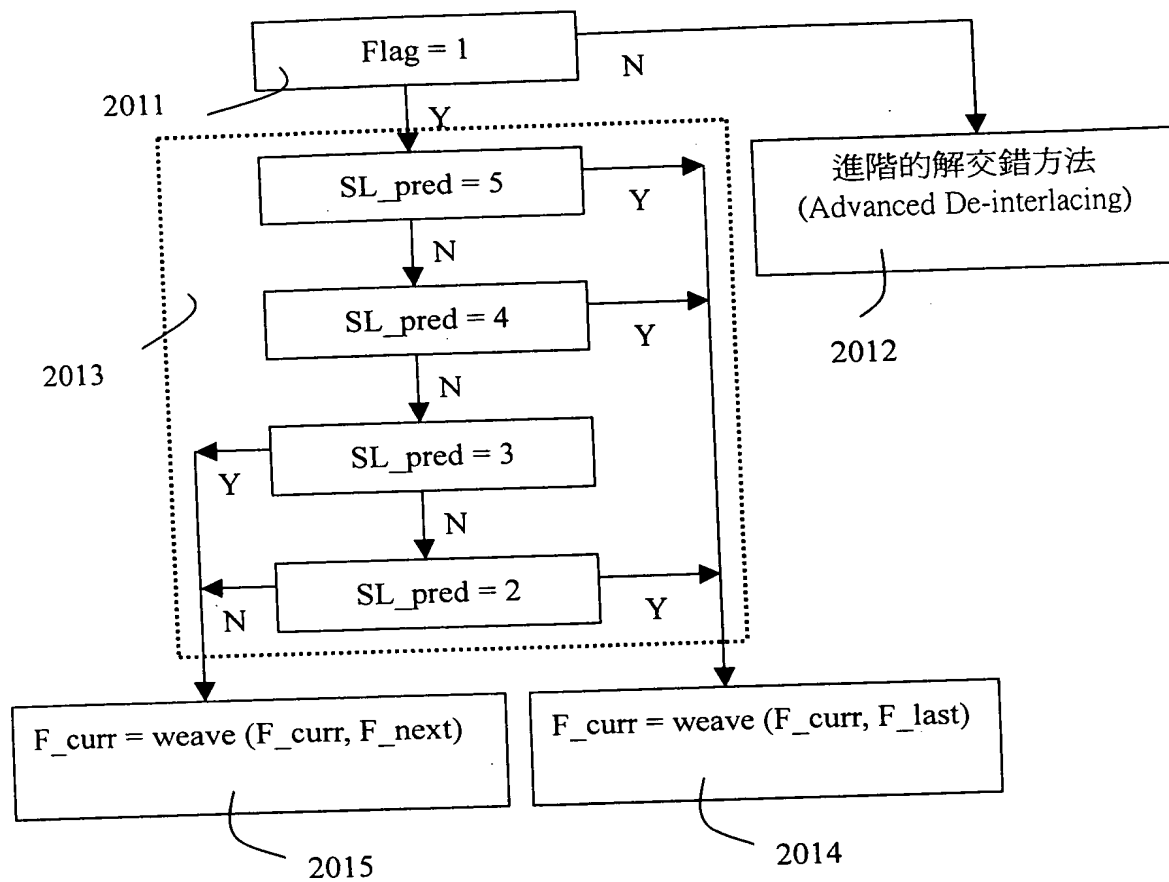 Flag = 1
N
2011
Y
進階的解交錯方法
(Advanced De-interlacing)
SL_pred = 5
Y
N
SL_pred = 4
Y
2012
2013
N
SL_pred = 3
Y
N
SL_pred = 2
N
Y
F_curr = weave (F_curr, F_next)
F_curr = weave (F_curr, F_last)
2015
2014